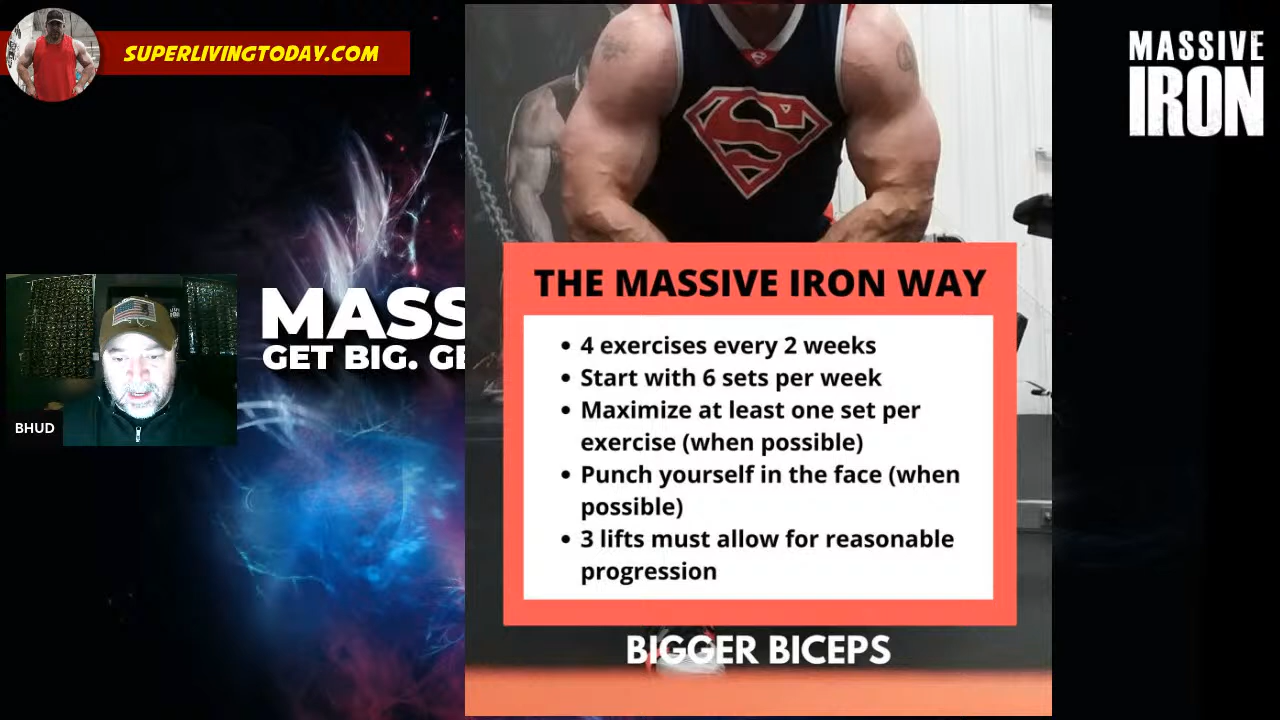 SUPERLIVINGTODAY.COM
MASSIVE
IRON
MASS
GET BIG. GE
BHUD
THE MASSIVE IRON WAY
• 4 exercises every 2 weeks
• Start with 6 sets per week
• Maximize at least one set per
exercise (when possible)
• Punch yourself in the face (when
possible)
• 3 lifts must allow for reasonable
progression
BIGGER BICEPS